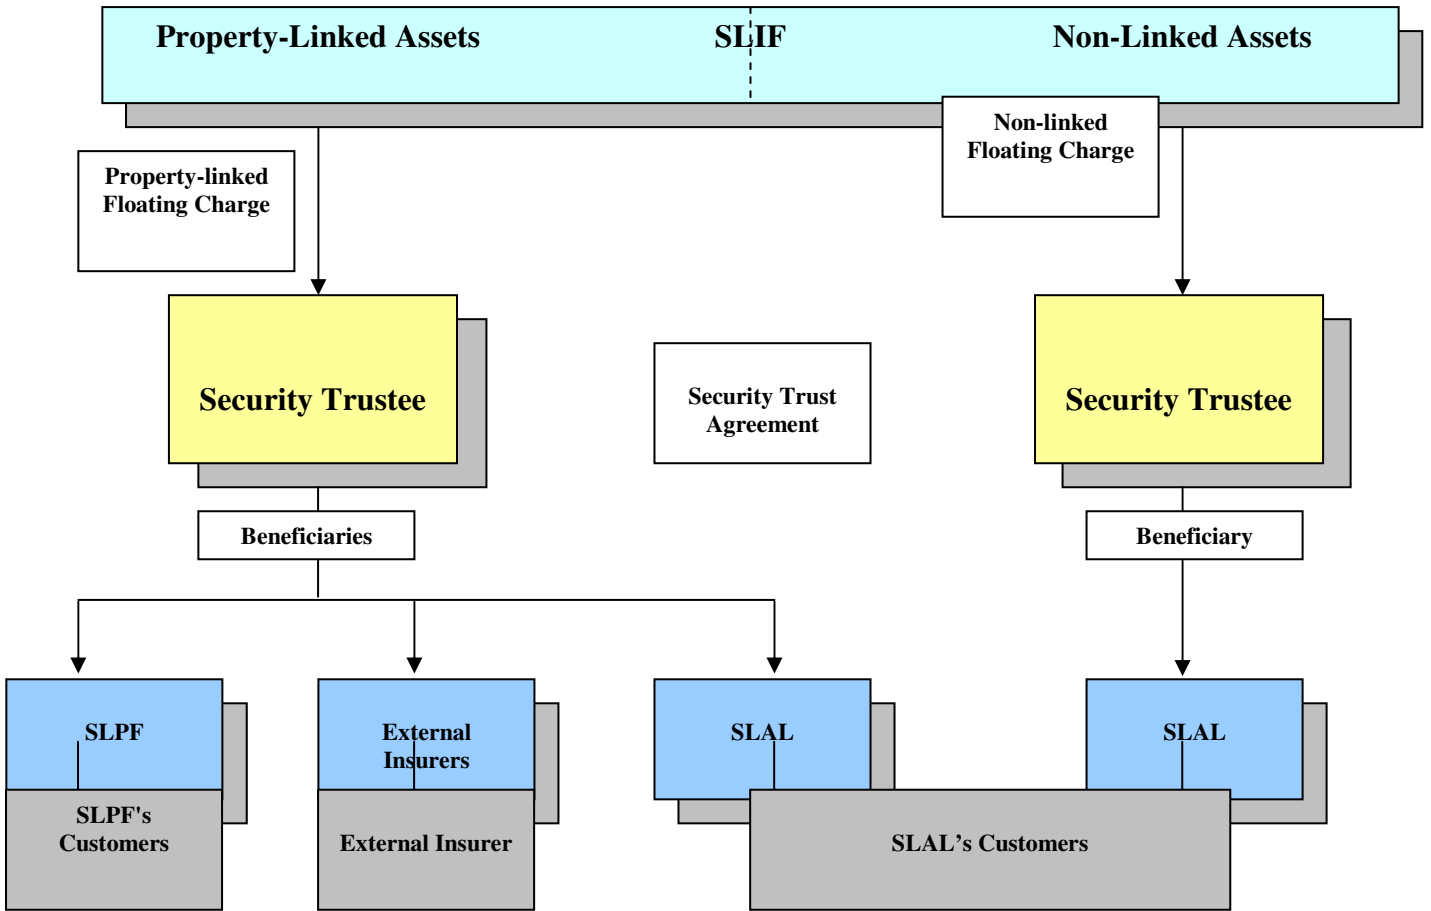 Property-Linked Assets SLIF Non-Linked Assets
Non-linked
Floating Charge
Property-linked
Floating Charge
Security Trustee
Security Trust
Agreement
Security Trustee
Beneficiaries
Beneficiary
SLPF
External
Insurers
SLAL
SLAL
SLPF's
Customers
External Insurer
SLAL’s Customers